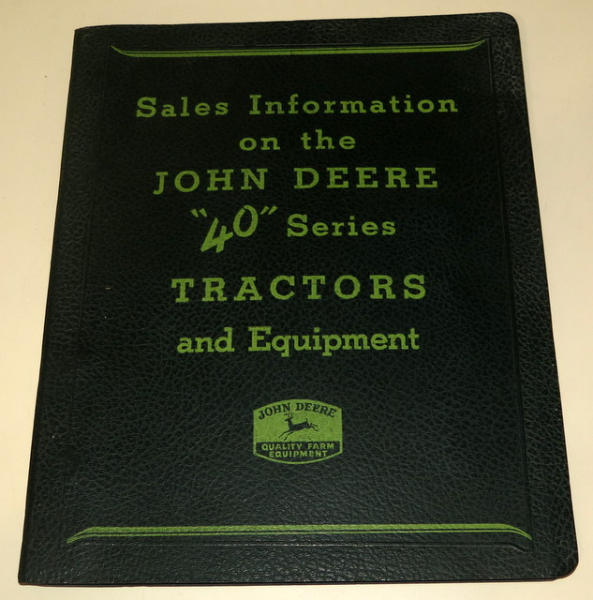 Sales Information
on the
JOHN DEERE
"40" Series
TRACTORS
and Equipment
JOHN DEERE
QUALITY FARM
EQUIPMENT